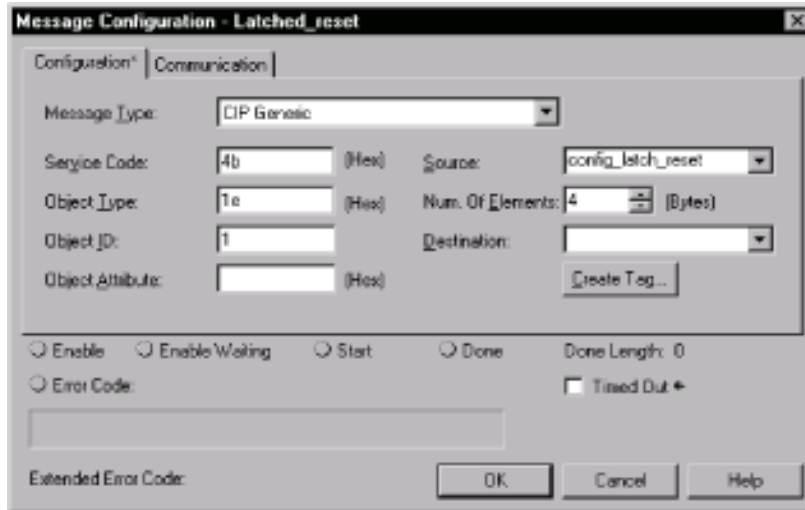 Message Configuration - Latched_reset
Configuration* Communication
Message Type: CIP Generic
Service Code: 4b (Hex) Source: config_latch_reset
Object Type: 1e (Hex) Num. Of Elements: 4 (Bytes)
Object ID: 1 Destination:
Object Attribute: (Hex) Create Tag...
Enable Enable Waiting Start Done Done Length: 0
Error Code: Timed Out
Extended Error Code: OK Cancel Help